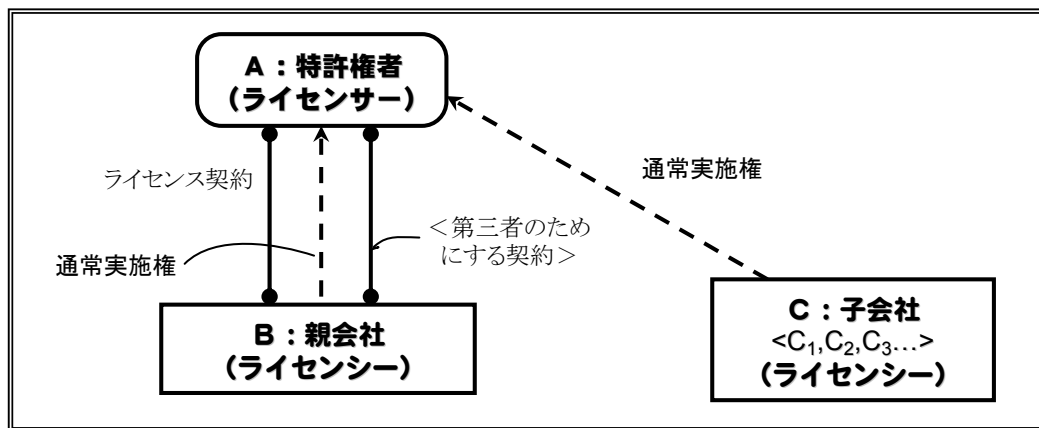 A：特許権者
(ライセンサー)
ライセンス契約
通常実施権
＜第三者のため
にする契約＞
通常実施権
B：親会社
(ライセンシー)
C：子会社
<C1,C2,C3…>
(ライセンシー)